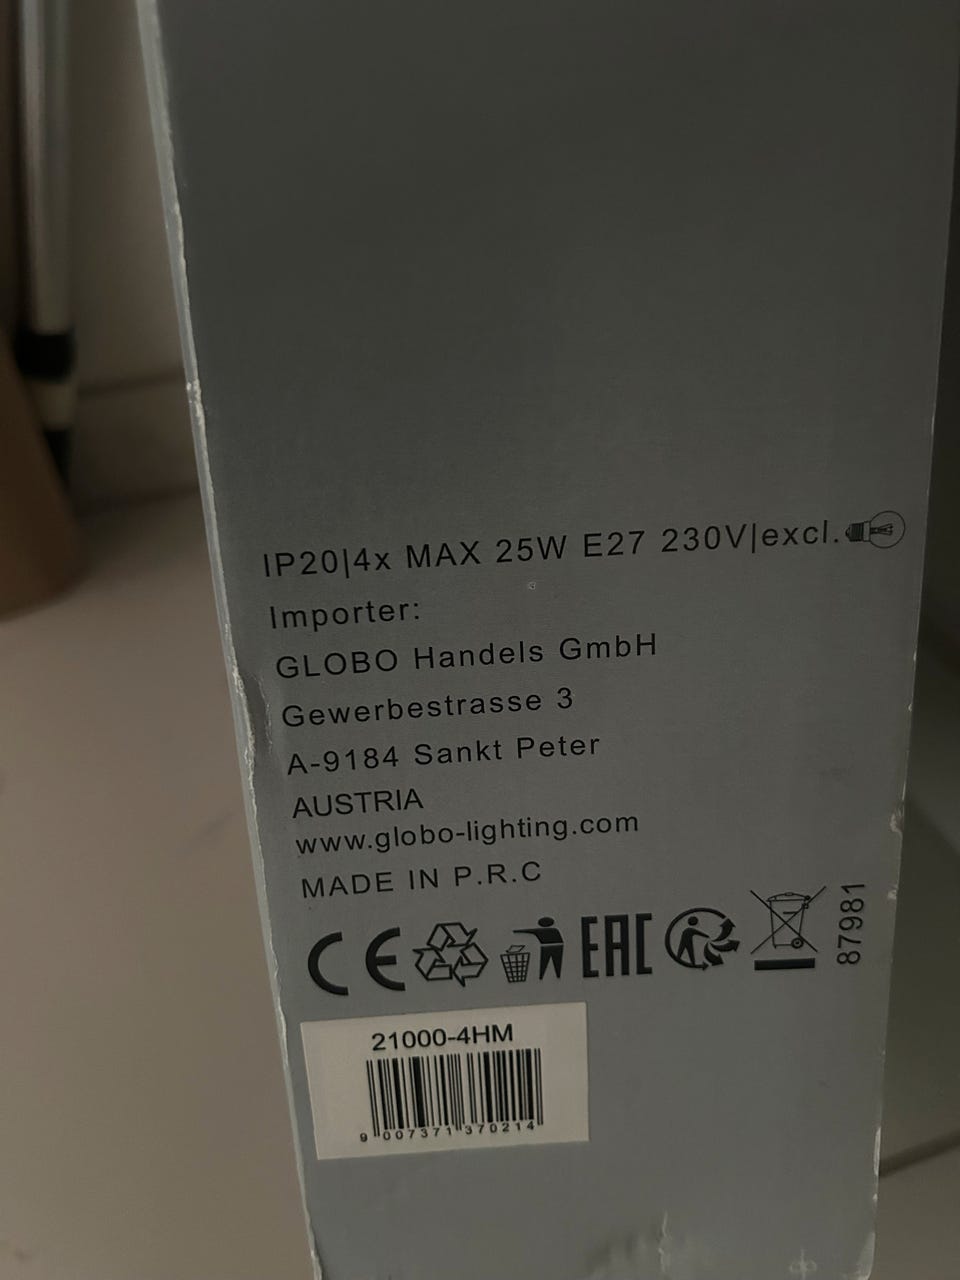 IP20|4x MAX 25W E27 230V|excl.
Importer:
GLOBO Handels GmbH
Gewerbestrasse 3
A-9184 Sankt Peter
AUSTRIA
www.globo-lighting.com
MADE IN P.R.C
CE EAC
87981
21000-4HM
9 007371 370214